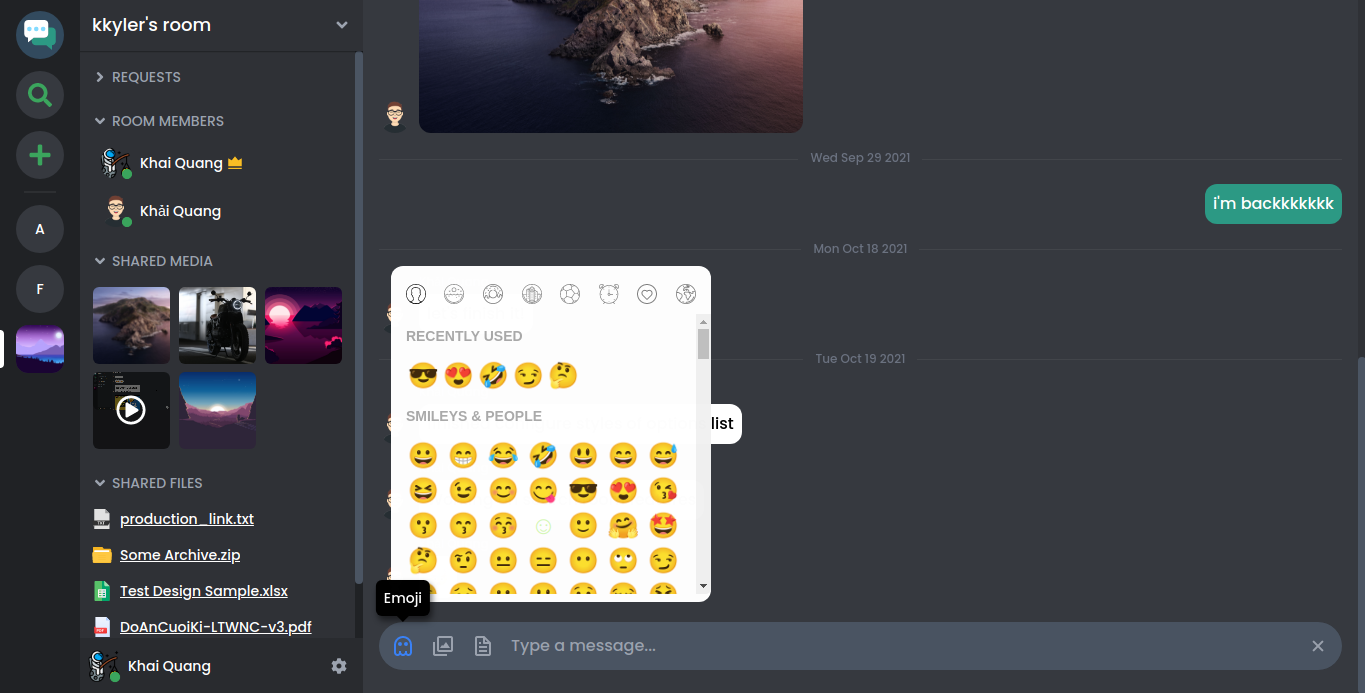 kkyler's room
REQUESTS
ROOM MEMBERS
Khai Quang
Khải Quang
A
F
SHARED MEDIA
SHARED FILES
production_link.txt
Some Archive.zip
Test Design Sample.xlsx
DoAnCuoiKi-LTWNC-v3.pdf
Khai Quang
Wed Sep 29 2021
i'm backkkkkkk
Mon Oct 18 2021
Tue Oct 19 2021
list
RECENTLY USED
SMILEYS & PEOPLE
Emoji
Type a message...